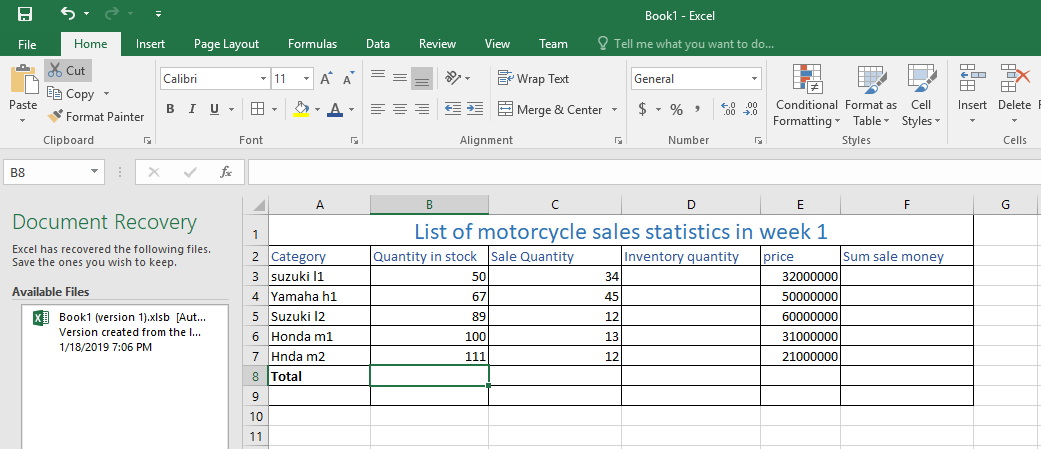 Book1 - Excel
File Home Insert Page Layout Formulas Data Review View Team Tell me what you want to do...
Cut
Copy
Format Painter
Paste
Clipboard
Calibri 11 A A
B I U A
Font
Wrap Text
Merge & Center
Alignment
General
$ % , .0 .00 .00 .0
Number
Conditional Formatting Format as Table Cell Styles
Styles
Insert Delete F
Cells
B8 fx
Document Recovery
Excel has recovered the following files.
Save the ones you wish to keep.
Available Files
Book1 (version 1).xlsb [Aut...
Version created from the l...
1/18/2019 7:06 PM
A B C D E F G
1 List of motorcycle sales statistics in week 1
2 Category Quantity in stock Sale Quantity Inventory quantity price Sum sale money
3 suzuki l1 50 34 32000000
4 Yamaha h1 67 45 50000000
5 Suzuki l2 89 12 60000000
6 Honda m1 100 13 31000000
7 Hnda m2 111 12 21000000
8 Total
9
10
11